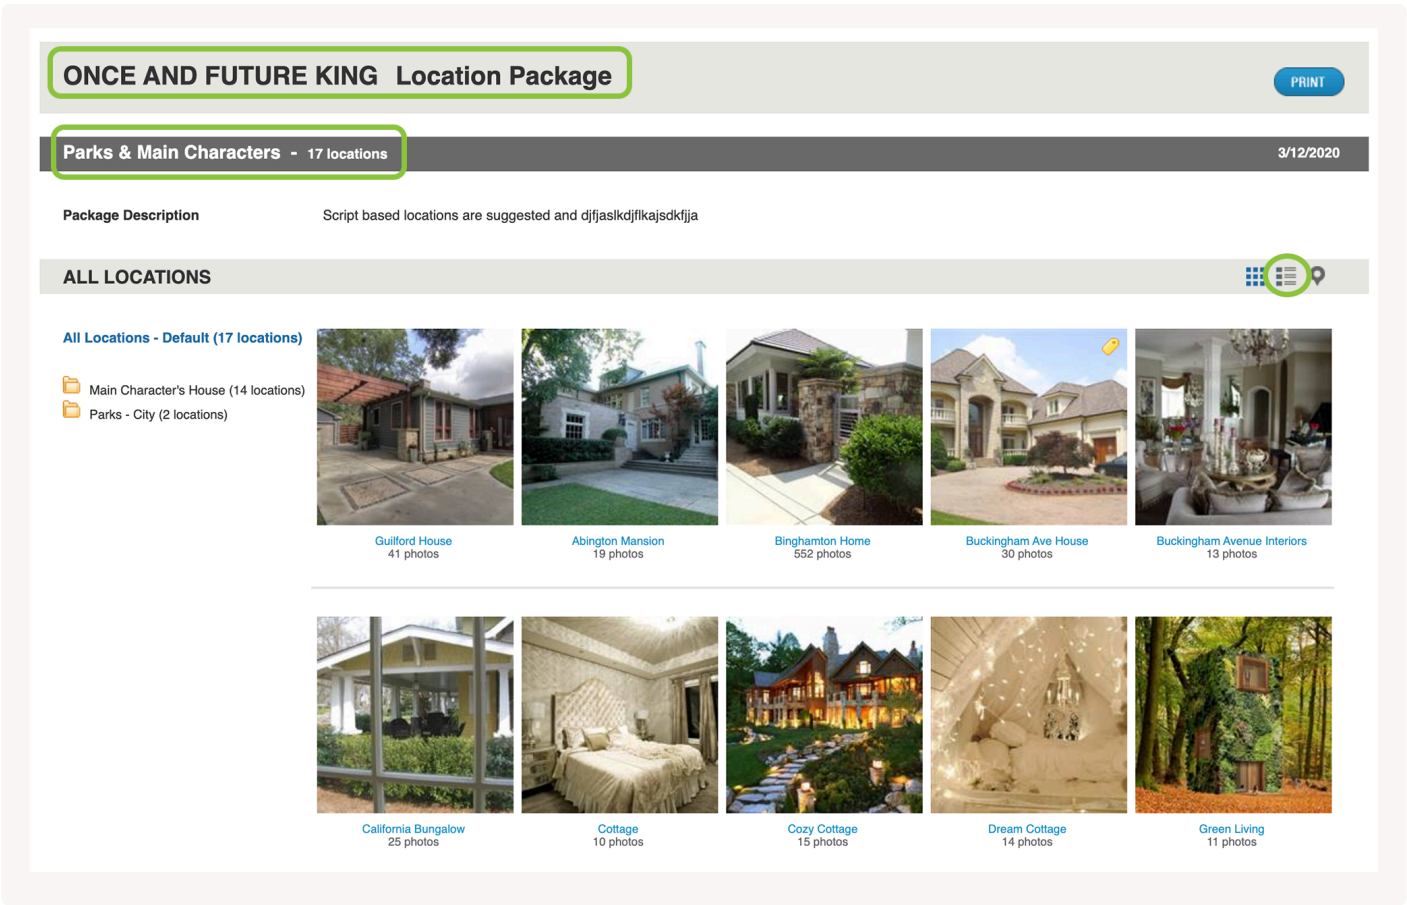 ONCE AND FUTURE KING Location Package
PRINT
Parks & Main Characters - 17 locations
3/12/2020
Package Description
Script based locations are suggested and djfjaslkdjflkajsdkfjja
ALL LOCATIONS
All Locations - Default (17 locations)
Main Character's House (14 locations)
Parks - City (2 locations)
Guilford House
41 photos
Abington Mansion
19 photos
Binghamton Home
552 photos
Buckingham Ave House
30 photos
Buckingham Avenue Interiors
13 photos
California Bungalow
25 photos
Cottage
10 photos
Cozy Cottage
15 photos
Dream Cottage
14 photos
Green Living
11 photos